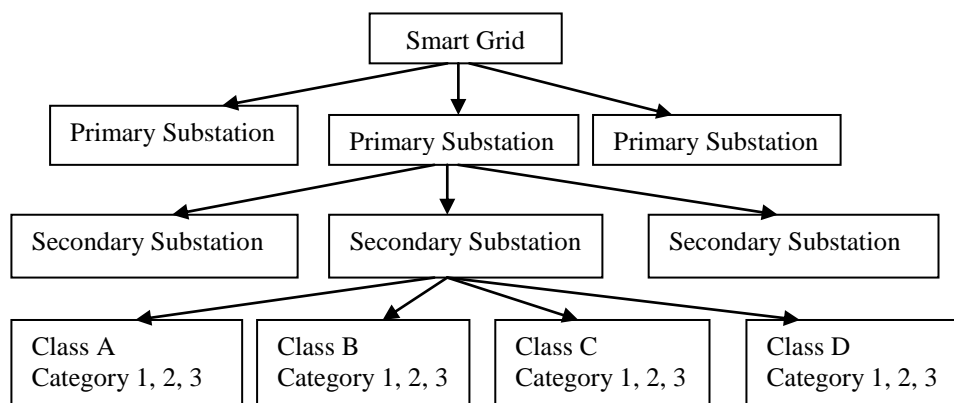 Smart Grid
Primary Substation
Primary Substation
Primary Substation
Secondary Substation
Secondary Substation
Secondary Substation
Class A
Category 1, 2, 3
Class B
Category 1, 2, 3
Class C
Category 1, 2, 3
Class D
Category 1, 2, 3